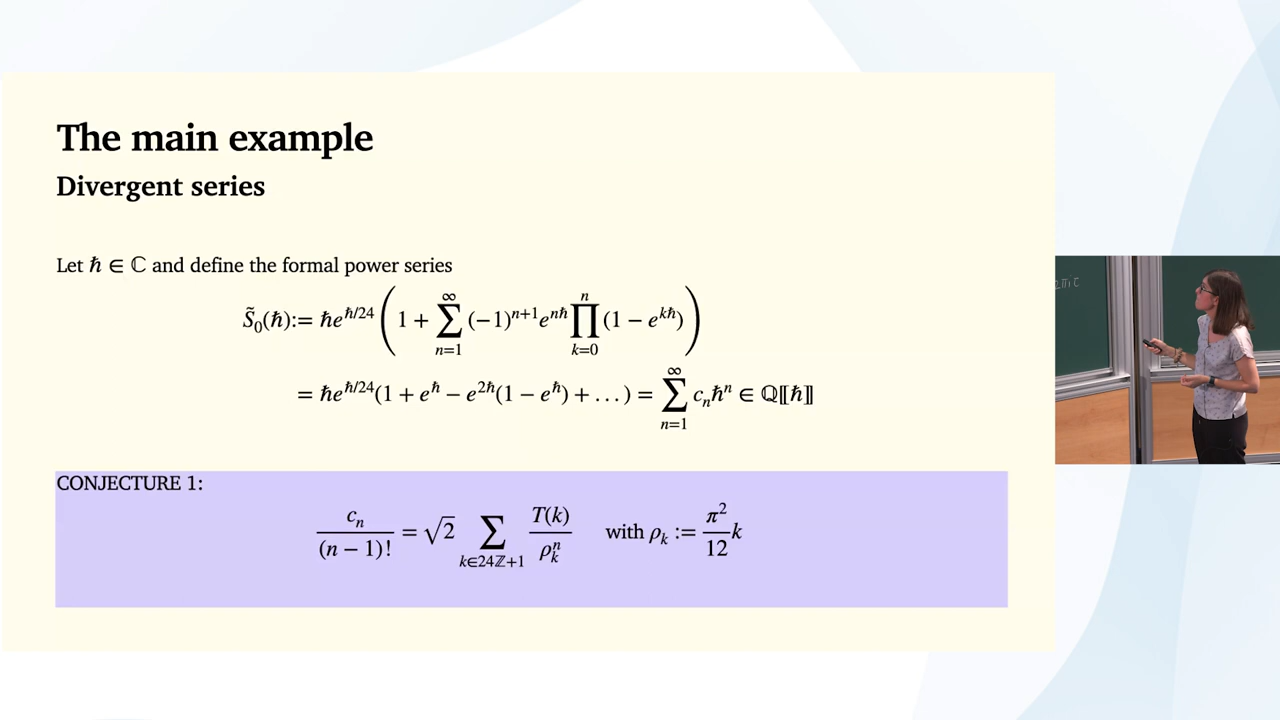 The main example
Divergent series
Let ℏ ∈ ℂ and define the formal power series
S̃₀(ℏ):= ℏe^{ℏ/24} (1 + ∑_{n=1}^{∞} (−1)^{n+1}e^{nℏ} ∏_{k=0}^{n} (1 − e^{kℏ}))
= ℏe^{ℏ/24}(1 + e^{ℏ} − e^{2ℏ}(1 − e^{ℏ}) + …) = ∑_{n=1}^{∞} c_nℏ^n ∈ ℚ⟦ℏ⟧
CONJECTURE 1:
c_n/(n − 1)! = √2 ∑_{k∈24ℤ+1} T(k)/ρ_k^n with ρ_k := π²/12 k
2πiτ